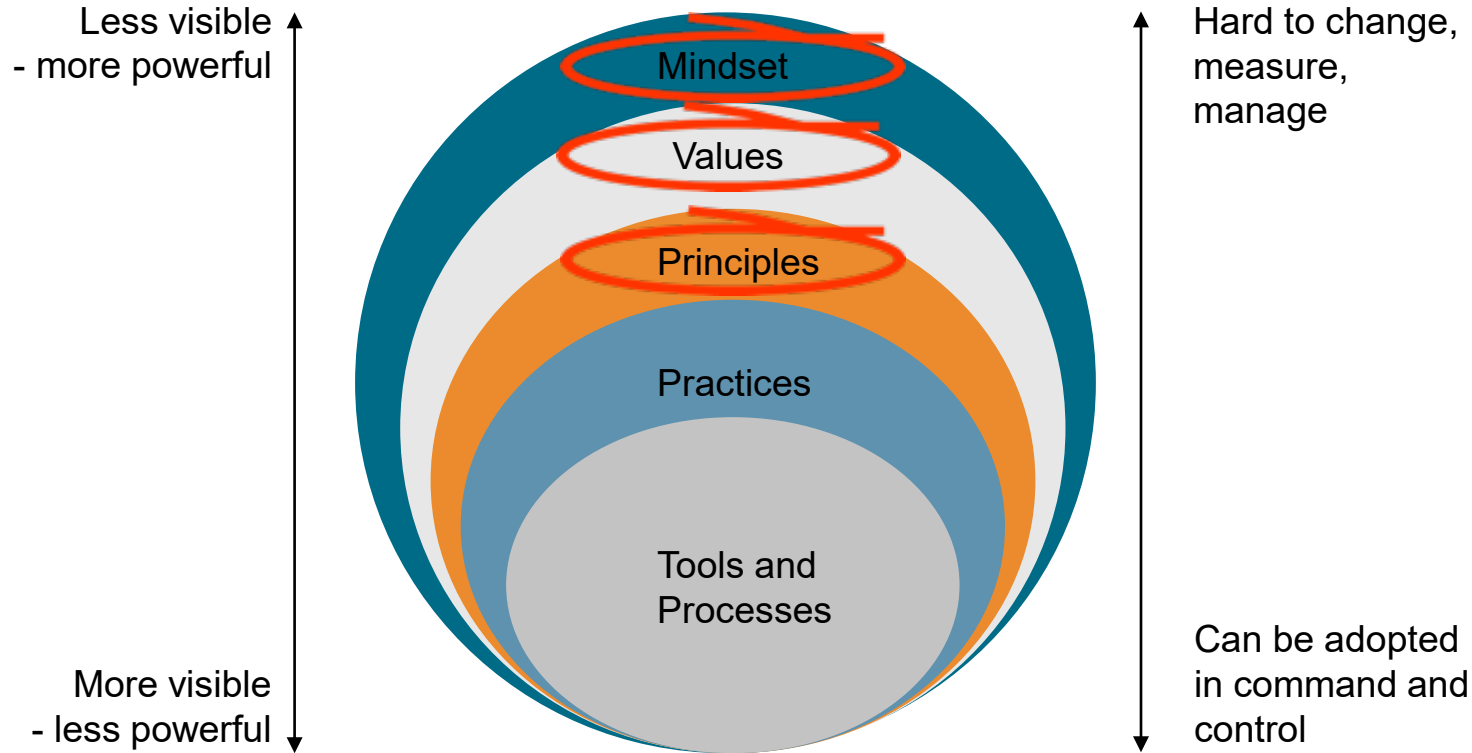 Less visible
- more powerful
Hard to change,
measure,
manage
Mindset
Values
Principles
Practices
Tools and
Processes
More visible
- less powerful
Can be adopted
in command and
control